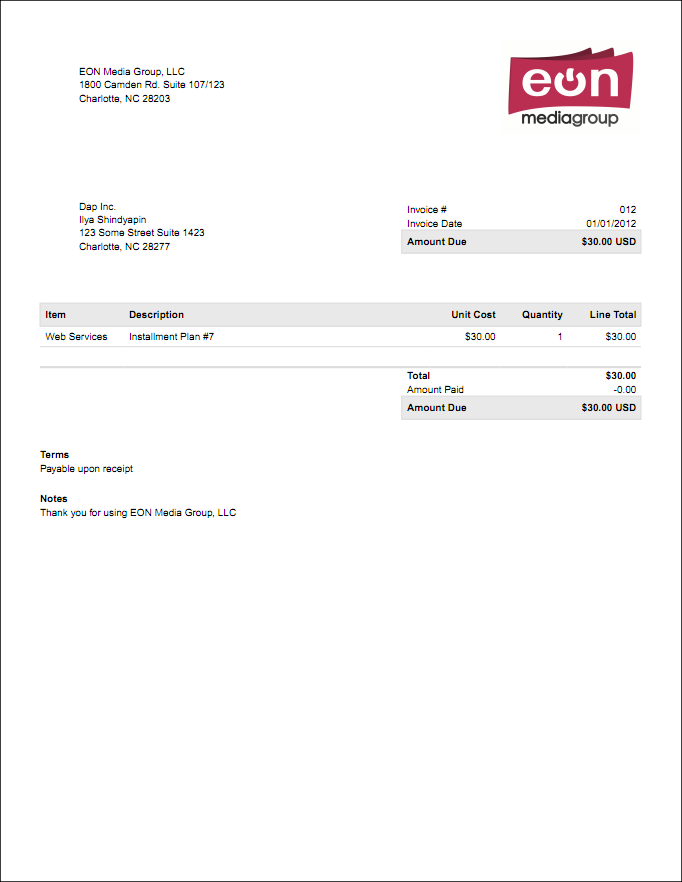 EON Media Group, LLC
1800 Camden Rd. Suite 107/123
Charlotte, NC 28203
eon
mediagroup
Dap Inc.
Ilya Shindyapin
123 Some Street Suite 1423
Charlotte, NC 28277
Invoice # 012
Invoice Date 01/01/2012
Amount Due $30.00 USD
Item Description Unit Cost Quantity Line Total
Web Services Installment Plan #7 $30.00 1 $30.00
Total $30.00
Amount Paid -0.00
Amount Due $30.00 USD
Terms
Payable upon receipt
Notes
Thank you for using EON Media Group, LLC